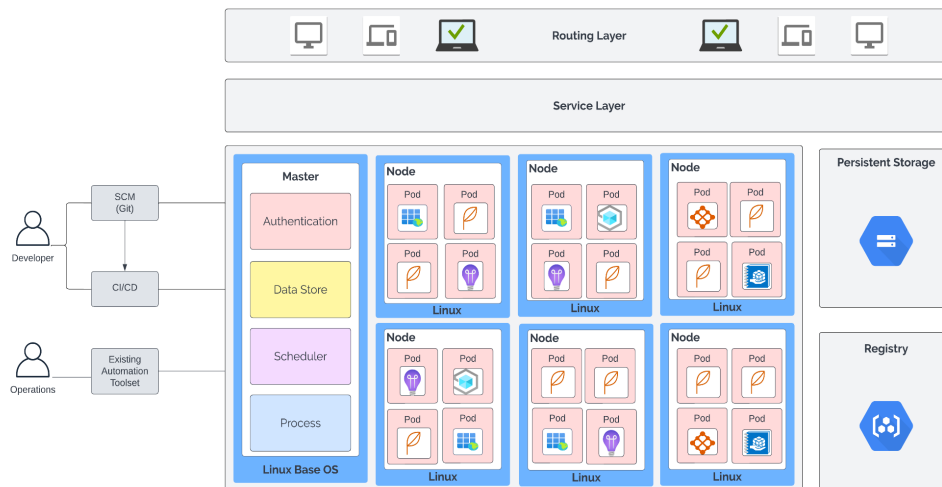 Routing Layer
Service Layer
Developer
SCM
(Git)
CI/CD
Operations
Existing
Automation
Toolset
Master
Authentication
Data Store
Scheduler
Process
Linux Base OS
Node
Pod
Pod
Pod
Pod
Linux
Node
Pod
Pod
Pod
Pod
Linux
Node
Pod
Pod
Pod
Pod
Linux
Node
Pod
Pod
Pod
Pod
Linux
Node
Pod
Pod
Pod
Pod
Linux
Node
Pod
Pod
Pod
Pod
Linux
Persistent Storage
Registry